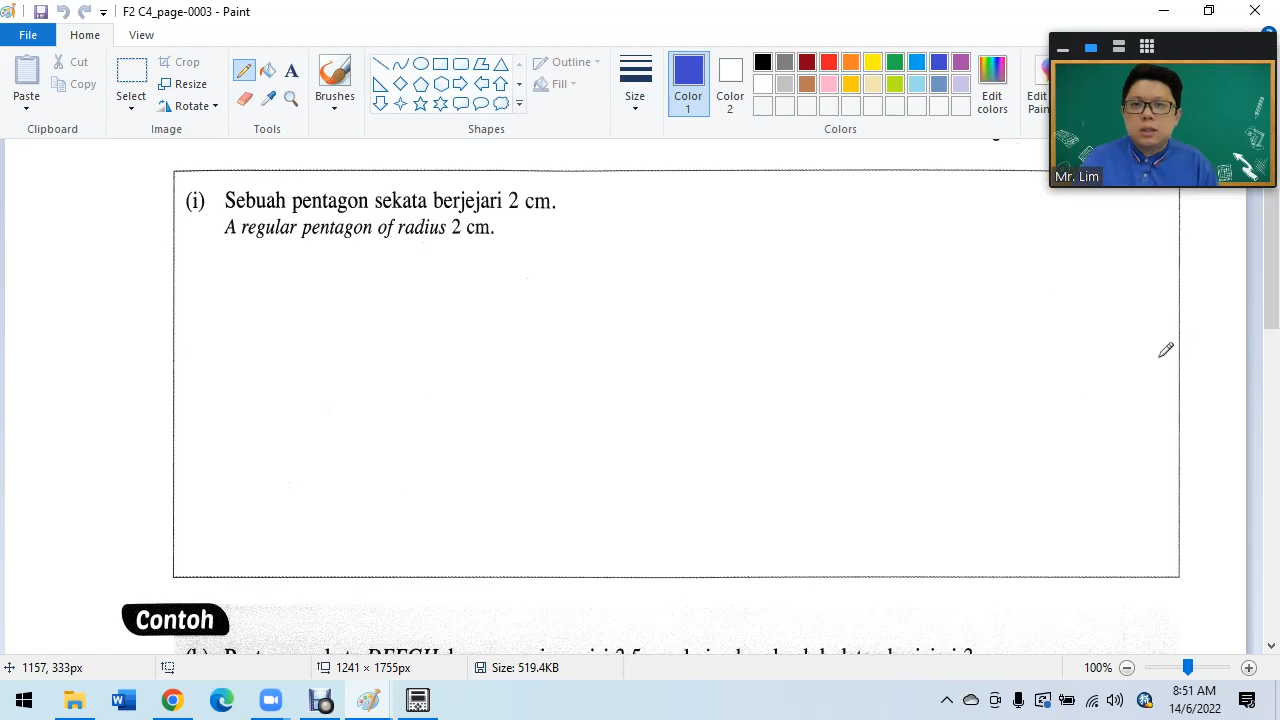 F2 C4_page-0003 - Paint
File Home View
Paste Cut Copy Clipboard
Select Crop Resize Rotate Image
Tools
Brushes
Outline Fill Shapes
Size
Color 1 Color 2 Edit colors Colors
Edit
Mr. Lim
(i) Sebuah pentagon sekata berjejari 2 cm.
A regular pentagon of radius 2 cm.
Contoh
1157, 333px
1241 × 1755px
Size: 519.4KB
100%
8:51 AM
14/6/2022